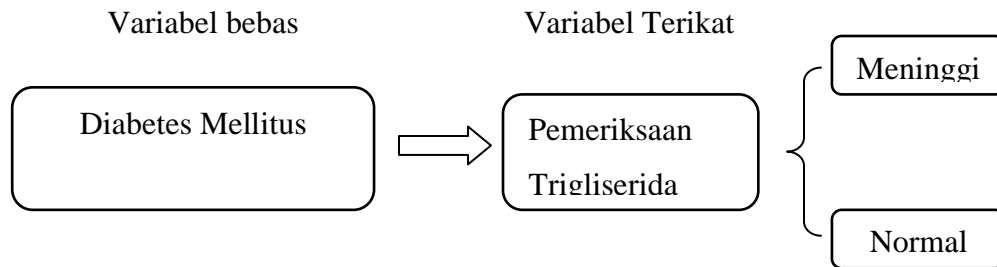 Variabel bebas
Variabel Terikat
Meninggi
Diabetes Mellitus
Pemeriksaan
Trigliserida
Normal